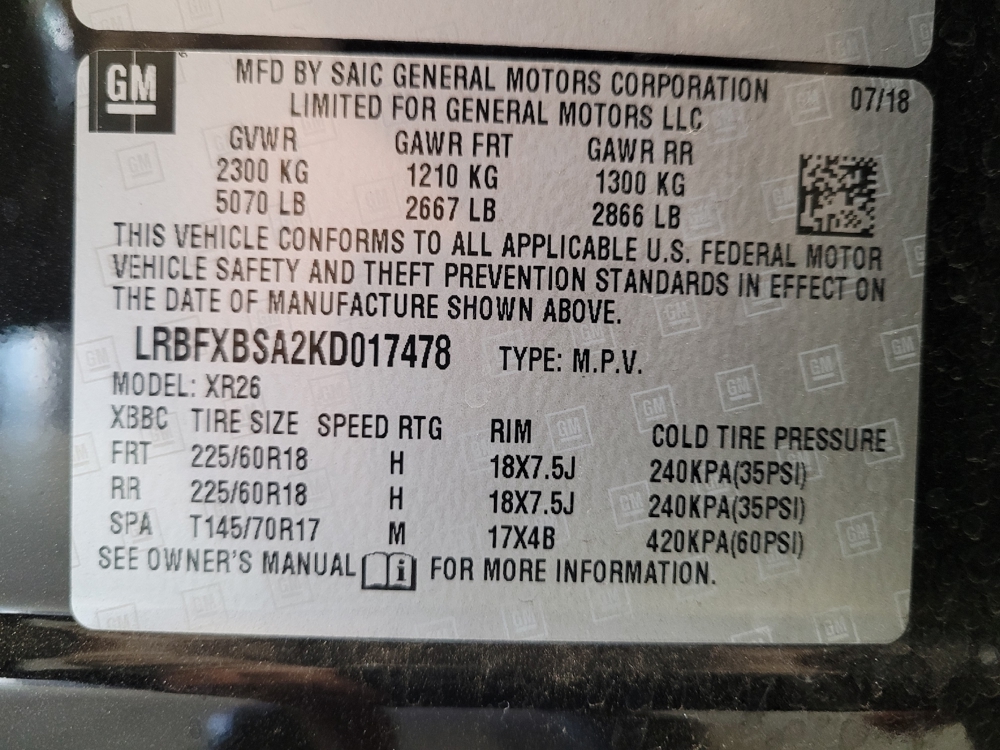 GM
MFD BY SAIC GENERAL MOTORS CORPORATION
LIMITED FOR GENERAL MOTORS LLC
07/18
GVWR GAWR FRT GAWR RR
2300 KG 1210 KG 1300 KG
5070 LB 2667 LB 2866 LB
THIS VEHICLE CONFORMS TO ALL APPLICABLE U.S. FEDERAL MOTOR
VEHICLE SAFETY AND THEFT PREVENTION STANDARDS IN EFFECT ON
THE DATE OF MANUFACTURE SHOWN ABOVE.
LRBFXBSA2KD017478 TYPE: M.P.V.
MODEL: XR26
XBBC TIRE SIZE SPEED RTG RIM COLD TIRE PRESSURE
FRT 225/60R18 H 18X7.5J 240KPA(35PSI)
RR 225/60R18 H 18X7.5J 240KPA(35PSI)
SPA T145/70R17 M 17X4B 420KPA(60PSI)
SEE OWNER'S MANUAL i FOR MORE INFORMATION.